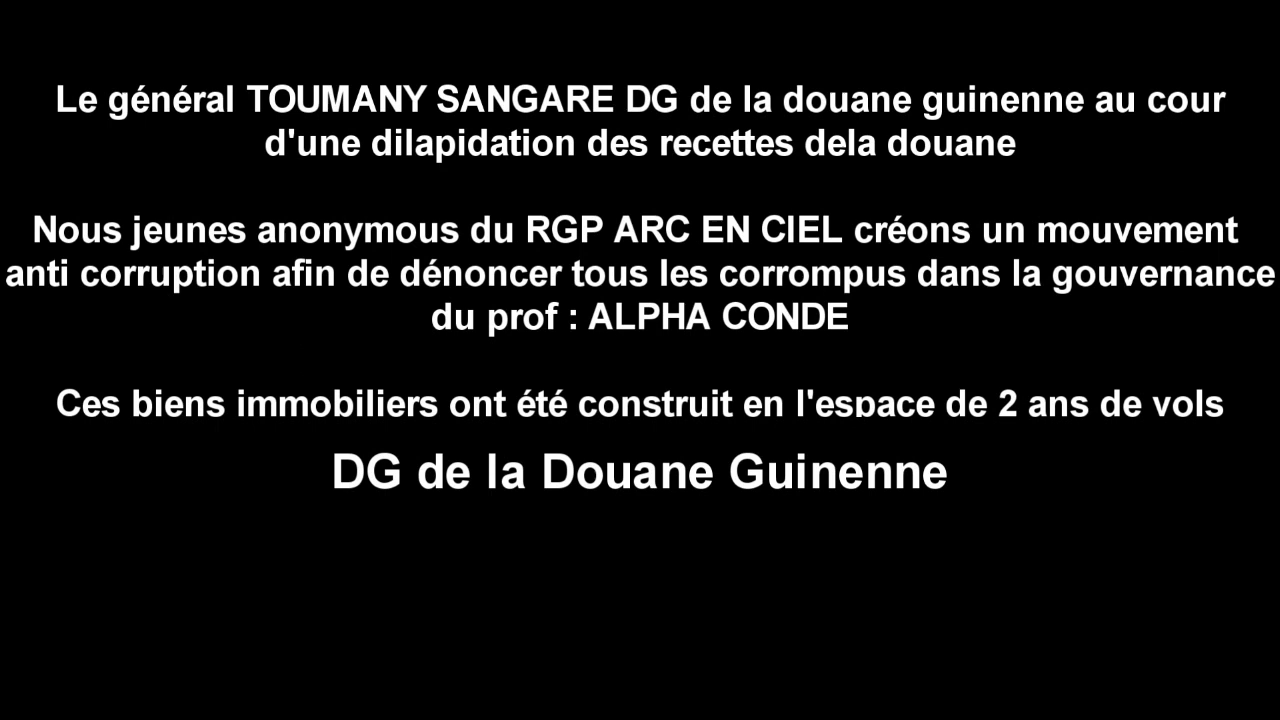 Le général TOUMANY SANGARE DG de la douane guinenne au cour
d'une dilapidation des recettes dela douane
Nous jeunes anonymous du RGP ARC EN CIEL créons un mouvement
anti corruption afin de dénoncer tous les corrompus dans la gouvernance
du prof : ALPHA CONDE
Ces biens immobiliers ont été construit en l'espace de 2 ans de vols
DG de la Douane Guinenne